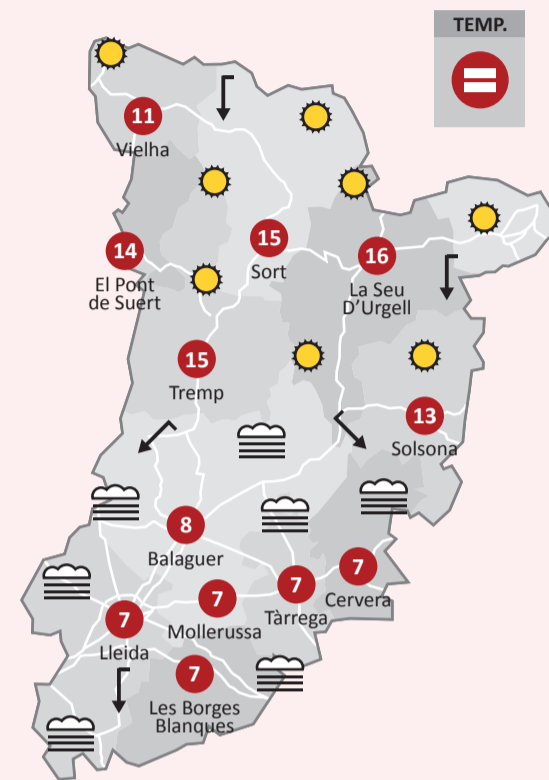 TEMP.
11
Vielha
14
El Pont
de Suert
15
Sort
16
La Seu
D'Urgell
15
Tremp
13
Solsona
8
Balaguer
7
Cervera
7
Tàrrega
7
Mollerussa
7
Lleida
7
Les Borges
Blanques